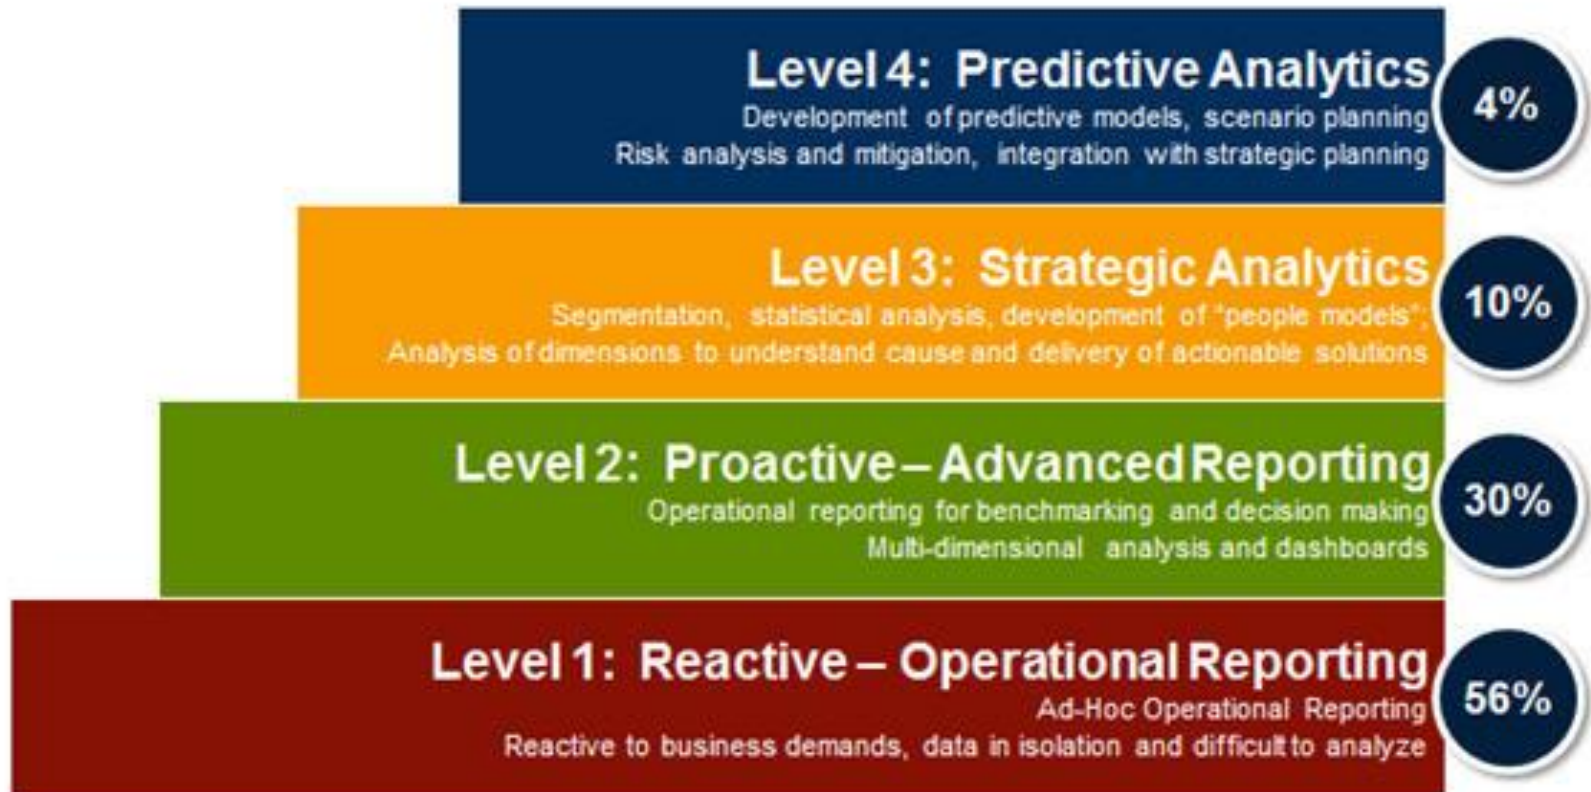 Level 4: Predictive Analytics
Development of predictive models, scenario planning
Risk analysis and mitigation, integration with strategic planning
4%
Level 3: Strategic Analytics
Segmentation, statistical analysis, development of "people models";
Analysis of dimensions to understand cause and delivery of actionable solutions
10%
Level 2: Proactive – Advanced Reporting
Operational reporting for benchmarking and decision making
Multi-dimensional analysis and dashboards
30%
Level 1: Reactive – Operational Reporting
Ad-Hoc Operational Reporting
Reactive to business demands, data in isolation and difficult to analyze
56%